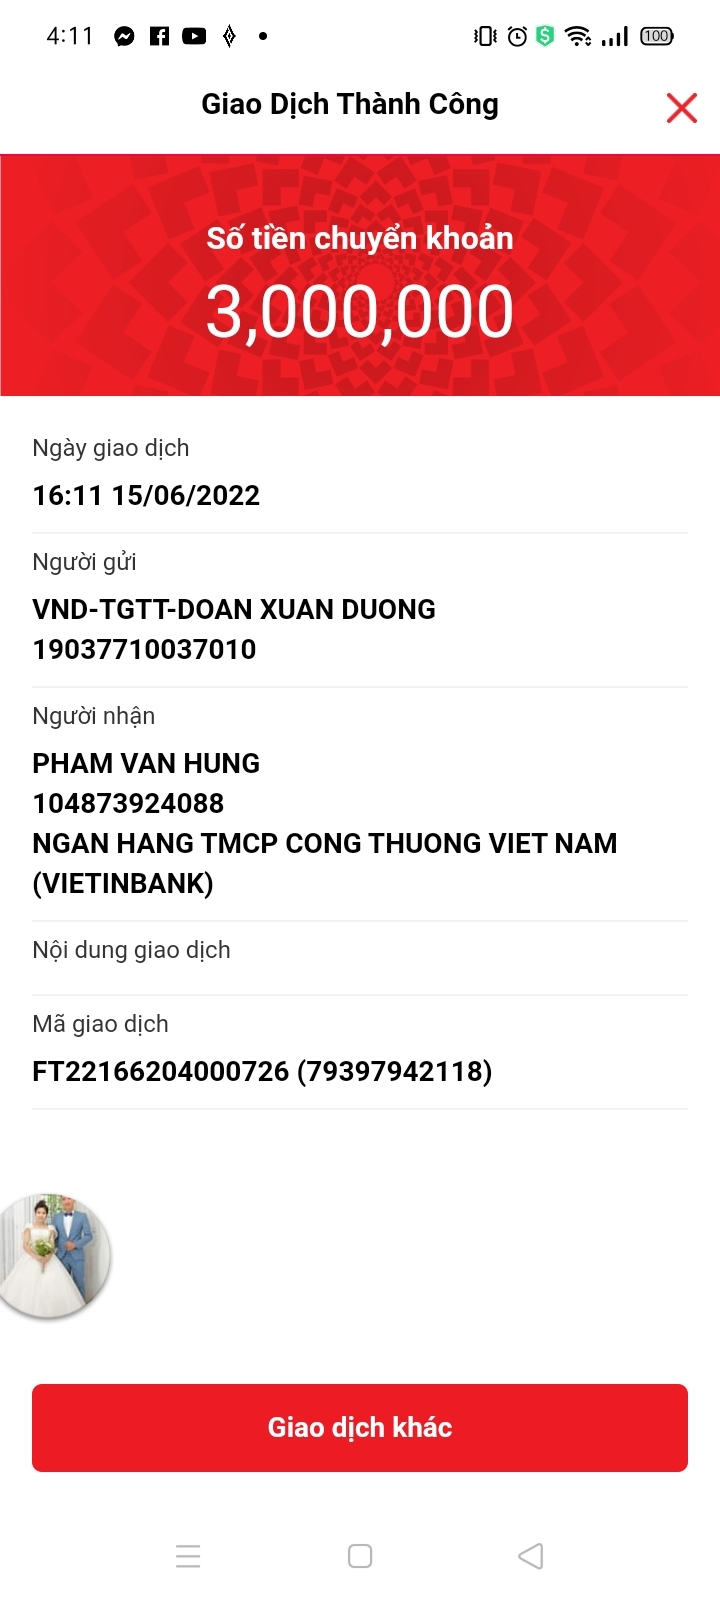 4:11
100
Giao Dịch Thành Công
Số tiền chuyển khoản
3,000,000
Ngày giao dịch
16:11 15/06/2022
Người gửi
VND-TGTT-DOAN XUAN DUONG
19037710037010
Người nhận
PHAM VAN HUNG
104873924088
NGAN HANG TMCP CONG THUONG VIET NAM
(VIETINBANK)
Nội dung giao dịch
Mã giao dịch
FT22166204000726 (79397942118)
Giao dịch khác